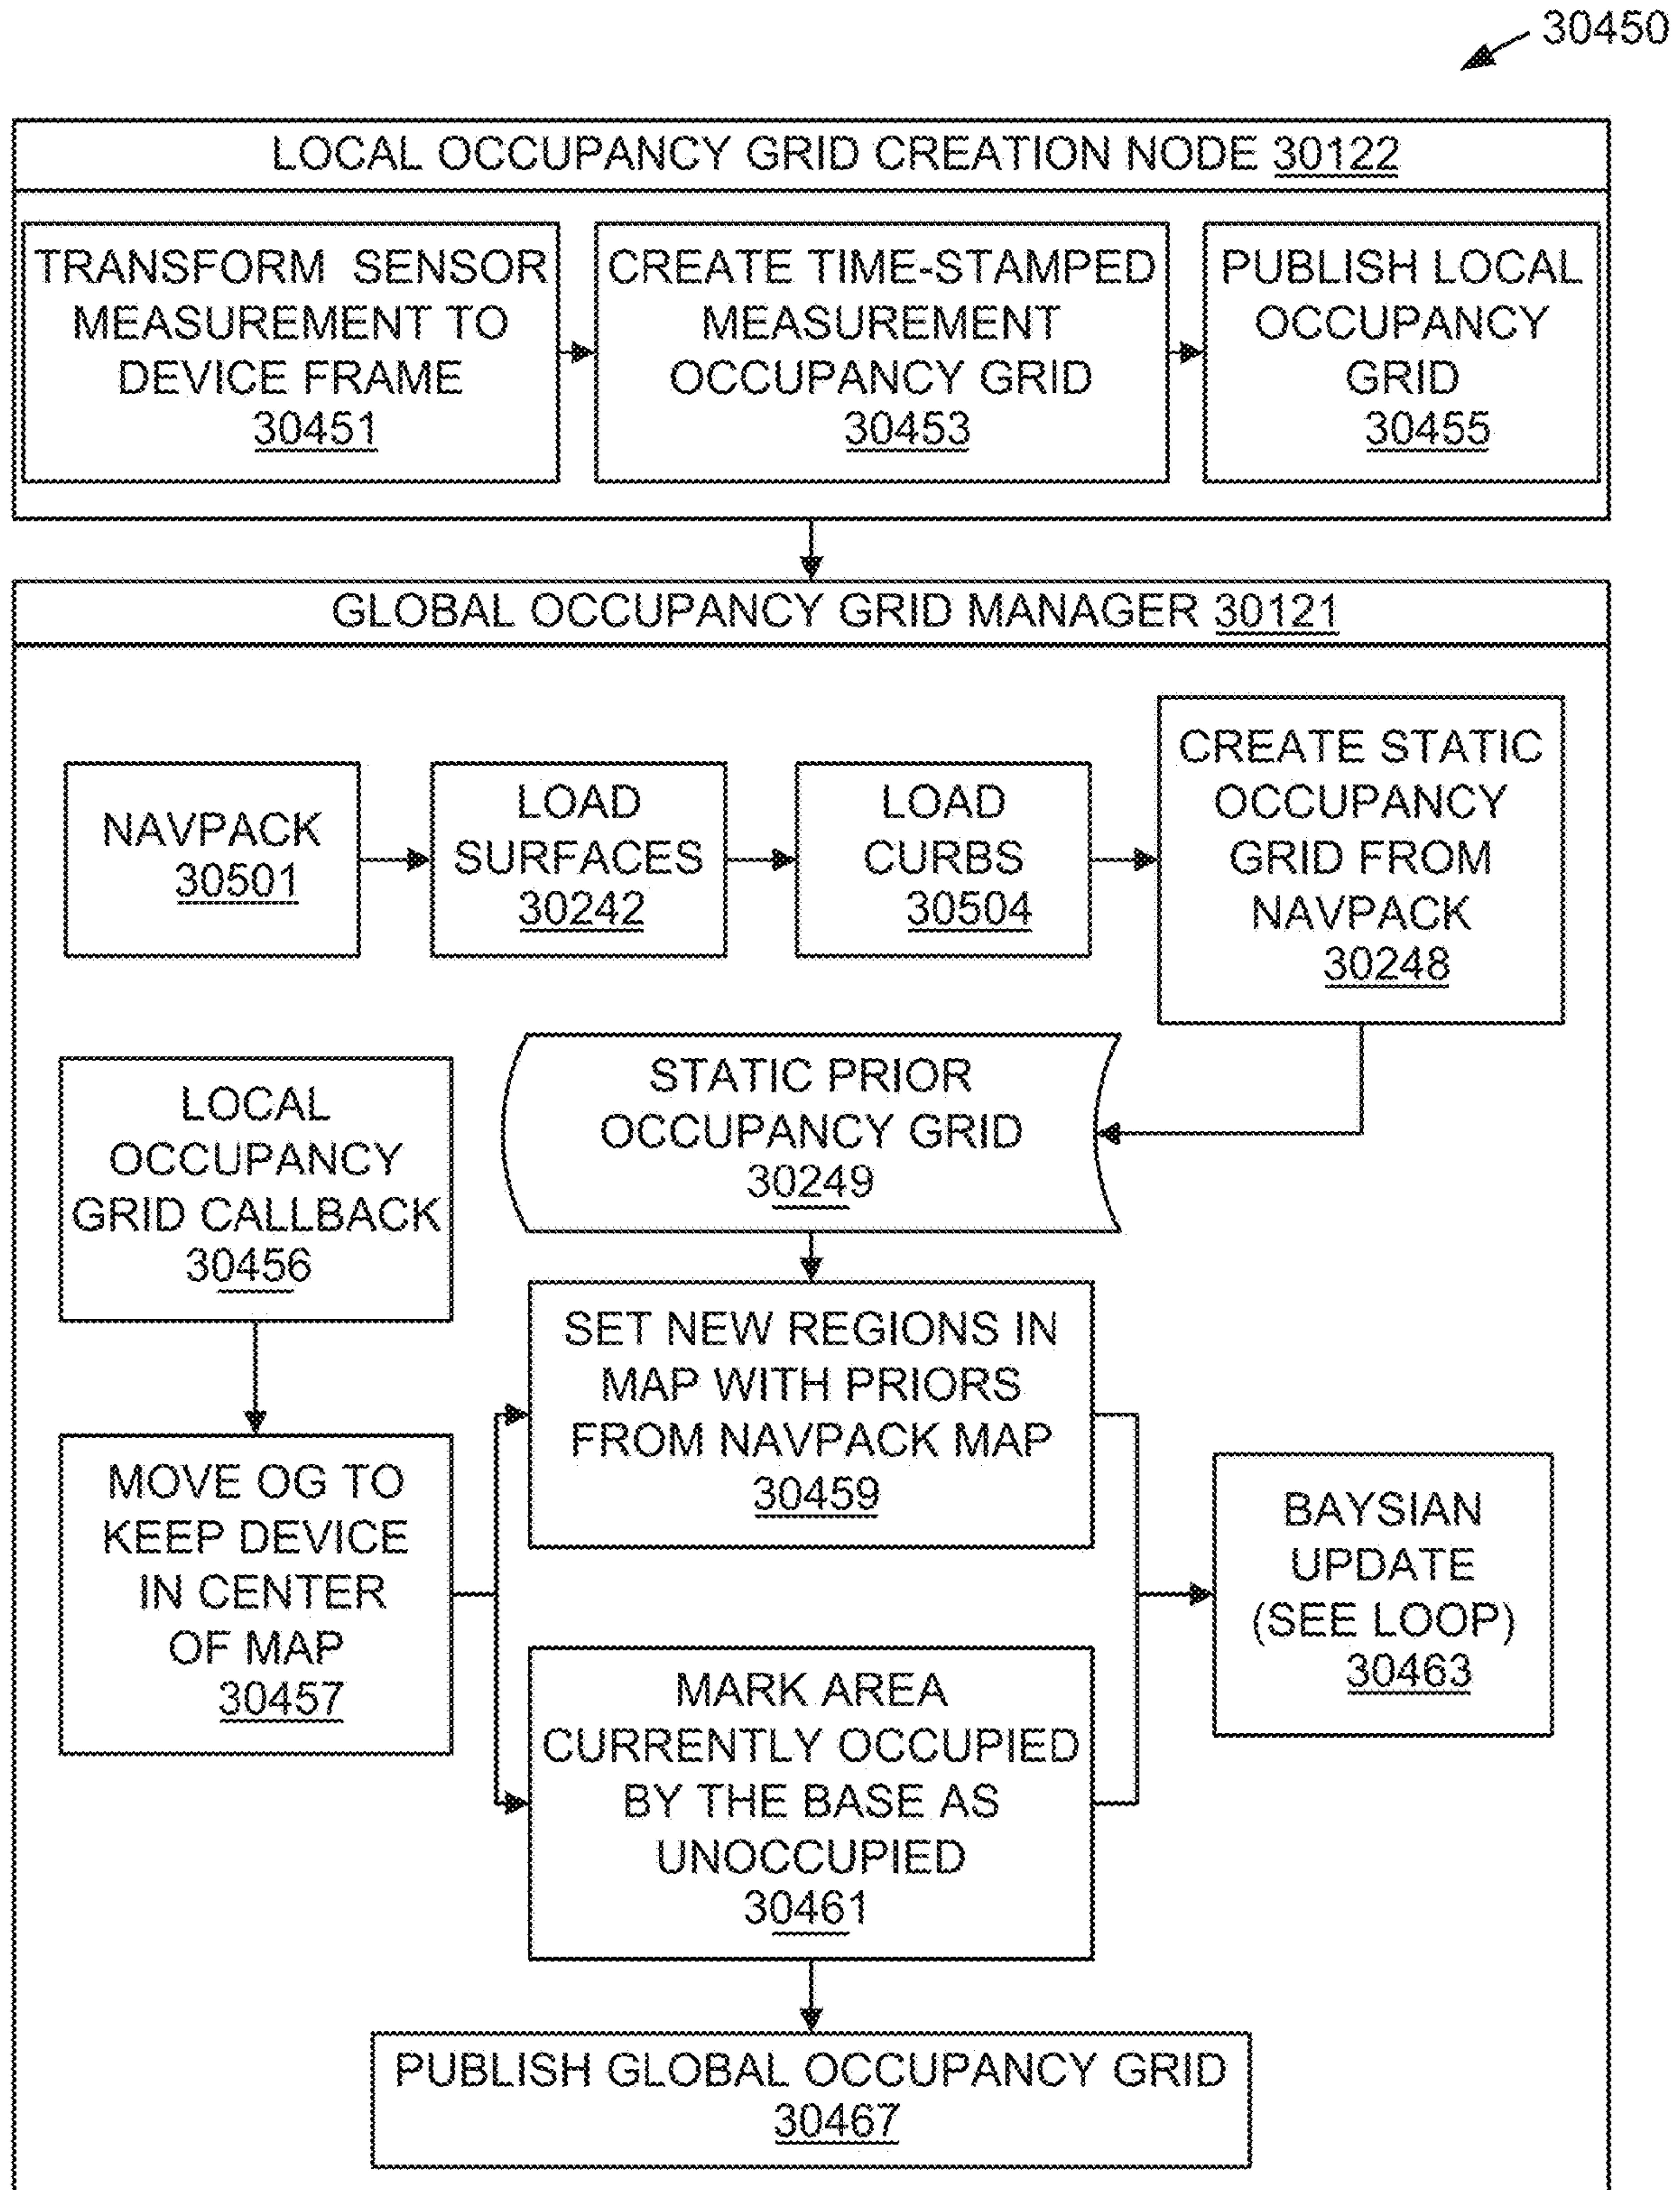 30450
LOCAL OCCUPANCY GRID CREATION NODE 30122
TRANSFORM SENSOR
MEASUREMENT TO
DEVICE FRAME
30451
CREATE TIME-STAMPED
MEASUREMENT
OCCUPANCY GRID
30453
PUBLISH LOCAL
OCCUPANCY
GRID
30455
GLOBAL OCCUPANCY GRID MANAGER 30121
NAVPACK
30501
LOAD
SURFACES
30242
LOAD
CURBS
30504
CREATE STATIC
OCCUPANCY
GRID FROM
NAVPACK
30248
LOCAL
OCCUPANCY
GRID CALLBACK
30456
STATIC PRIOR
OCCUPANCY GRID
30249
MOVE OG TO
KEEP DEVICE
IN CENTER
OF MAP
30457
SET NEW REGIONS IN
MAP WITH PRIORS
FROM NAVPACK MAP
30459
MARK AREA
CURRENTLY OCCUPIED
BY THE BASE AS
UNOCCUPIED
30461
BAYSIAN
UPDATE
(SEE LOOP)
30463
PUBLISH GLOBAL OCCUPANCY GRID
30467